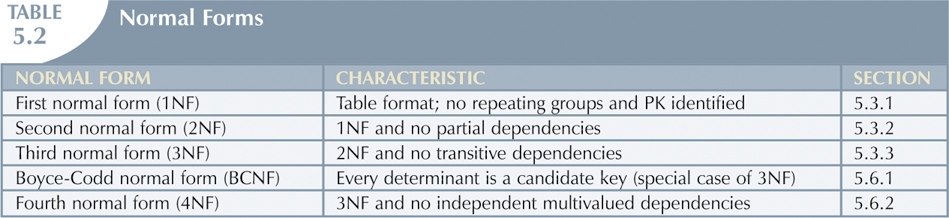 TABLE
5.2
Normal Forms
NORMAL FORM CHARACTERISTIC SECTION
First normal form (1NF) Table format; no repeating groups and PK identified 5.3.1
Second normal form (2NF) 1NF and no partial dependencies 5.3.2
Third normal form (3NF) 2NF and no transitive dependencies 5.3.3
Boyce-Codd normal form (BCNF) Every determinant is a candidate key (special case of 3NF) 5.6.1
Fourth normal form (4NF) 3NF and no independent multivalued dependencies 5.6.2